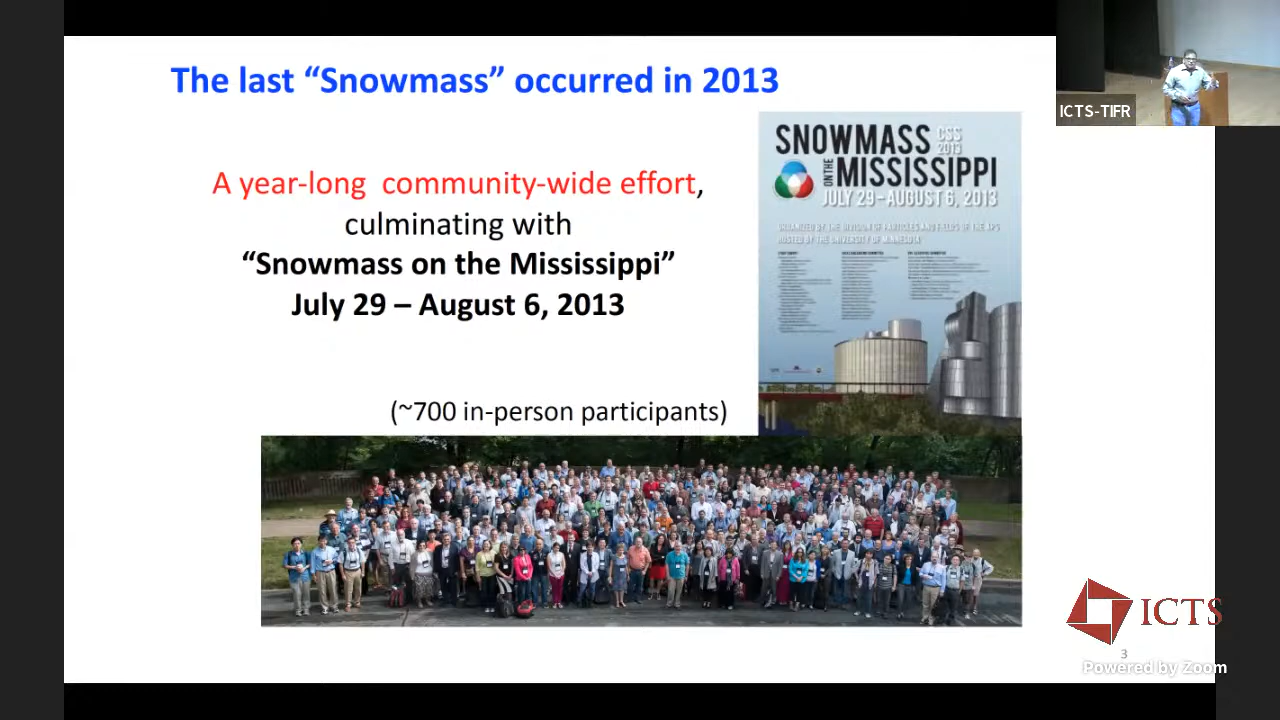 The last “Snowmass” occurred in 2013
ICTS-TIFR
A year-long community-wide effort,
culminating with
“Snowmass on the Mississippi”
July 29 – August 6, 2013
SNOWMASS CSS
2013
ON THE MISSISSIPPI
JULY 29-AUGUST 6, 2013
ORGANIZED BY THE DIVISION OF PARTICLES AND FIELDS OF THE APS
HOSTED BY THE UNIVERSITY OF MINNESOTA
(~700 in-person participants)
ICTS
3
Powered by Zoom